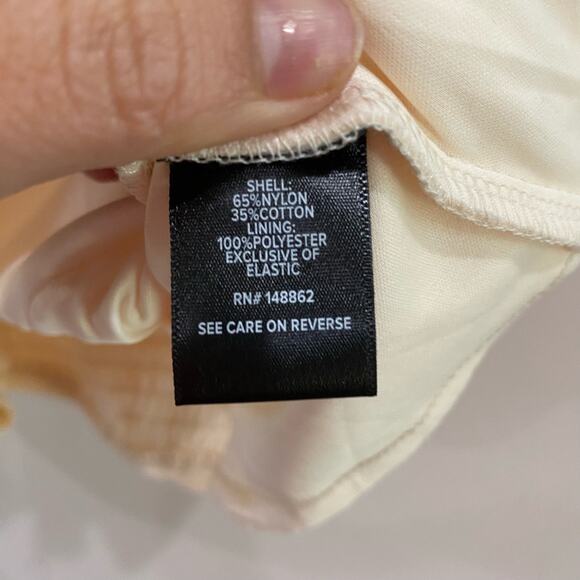 SHELL:
65%NYLON
35%COTTON
LINING:
100%POLYESTER
EXCLUSIVE OF
ELASTIC
RN# 148862
SEE CARE ON REVERSE